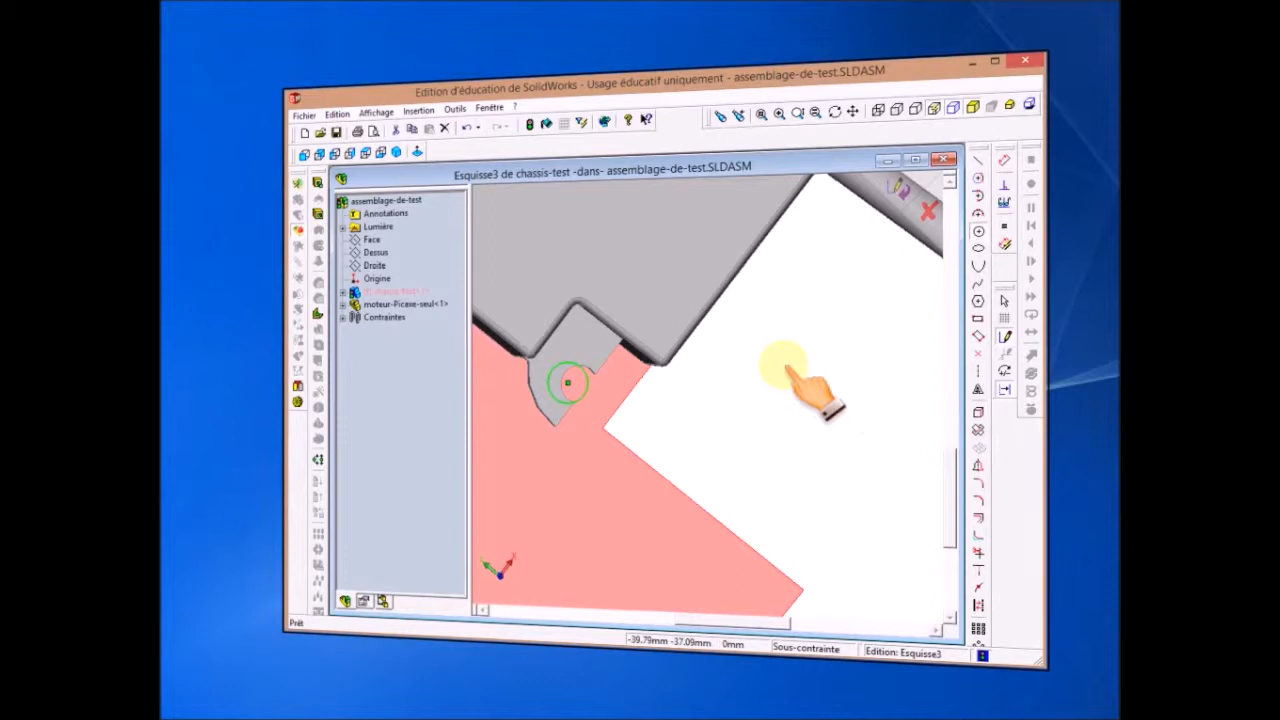 Edition d'éducation de SolidWorks - Usage éducatif uniquement - assemblage-de-test.SLDASM
Fichier Edition Affichage Insertion Outils Fenêtre ?
Esquisse3 de chassis-test -dans- assemblage-de-test.SLDASM
assemblage-de-test
Annotations
Lumière
Face
Dessus
Droite
Origine
moteur-Picaxe-seul<1>
Contraintes
Prêt
-39.79mm -37.09mm 0mm Sous-contrainte Edition: Esquisse3